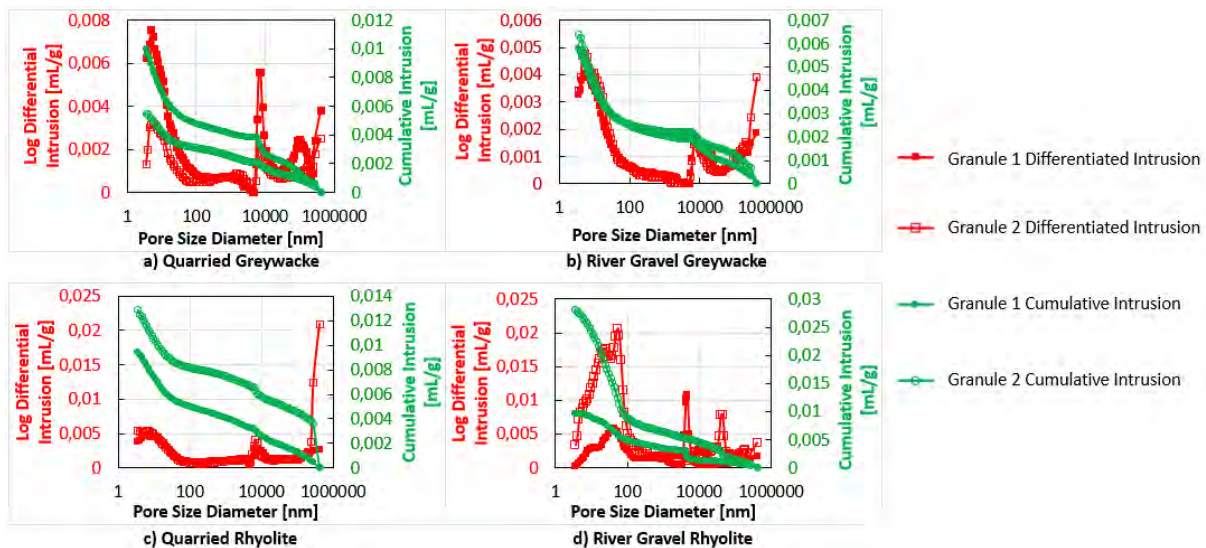 0,008
0,006
0,004
0,002
0
Log Differential
Intrusion [mL/g]
0,012
0,01
0,008
0,006
0,004
0,002
0
Cumulative Intrusion
[mL/g]
1
100
10000
1000000
Pore Size Diameter [nm]
a) Quarried Greywacke
0,006
0,005
0,004
0,003
0,002
0,001
0
Log Differential
Intrusion [mL/g]
0,007
0,006
0,005
0,004
0,003
0,002
0,001
0
Cumulative Intrusion
[mL/g]
1
100
10000
1000000
Pore Size Diameter [nm]
b) River Gravel Greywacke
Granule 1 Differentiated Intrusion
Granule 2 Differentiated Intrusion
Granule 1 Cumulative Intrusion
Granule 2 Cumulative Intrusion
0,025
0,02
0,015
0,01
0,005
0
Log Differential
Intrusion [mL/g]
0,014
0,012
0,01
0,008
0,006
0,004
0,002
0
Cumulative Intrusion
[mL/g]
1
100
10000
1000000
Pore Size Diameter [nm]
c) Quarried Rhyolite
0,025
0,02
0,015
0,01
0,005
0
Log Differential
Intrusion [mL/g]
0,03
0,025
0,02
0,015
0,01
0,005
0
Cumulative Intrusion
[mL/g]
1
100
10000
1000000
Pore Size Diameter [nm]
d) River Gravel Rhyolite